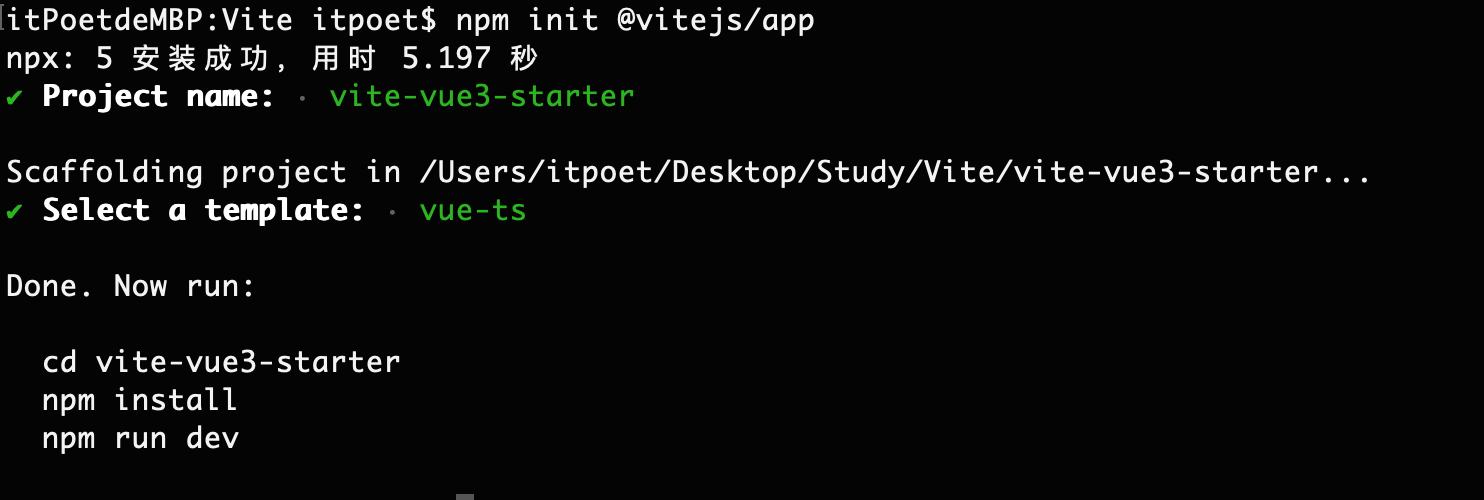 itPoetdeMBP:Vite itpoet$ npm init @vitejs/app
npx: 5 安装成功，用时 5.197 秒
✔ Project name: · vite-vue3-starter
Scaffolding project in /Users/itpoet/Desktop/Study/Vite/vite-vue3-starter...
✔ Select a template: · vue-ts
Done. Now run:
cd vite-vue3-starter
npm install
npm run dev